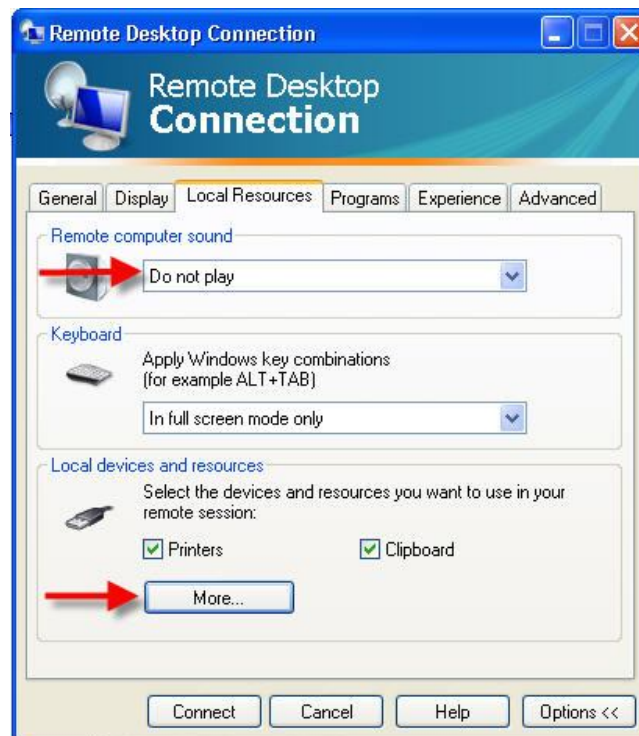 Remote Desktop Connection
Remote Desktop
Connection
General Display Local Resources Programs Experience Advanced
Remote computer sound
Do not play
Keyboard
Apply Windows key combinations
(for example ALT+TAB)
In full screen mode only
Local devices and resources
Select the devices and resources you want to use in your
remote session:
Printers Clipboard
More...
Connect Cancel Help Options <<